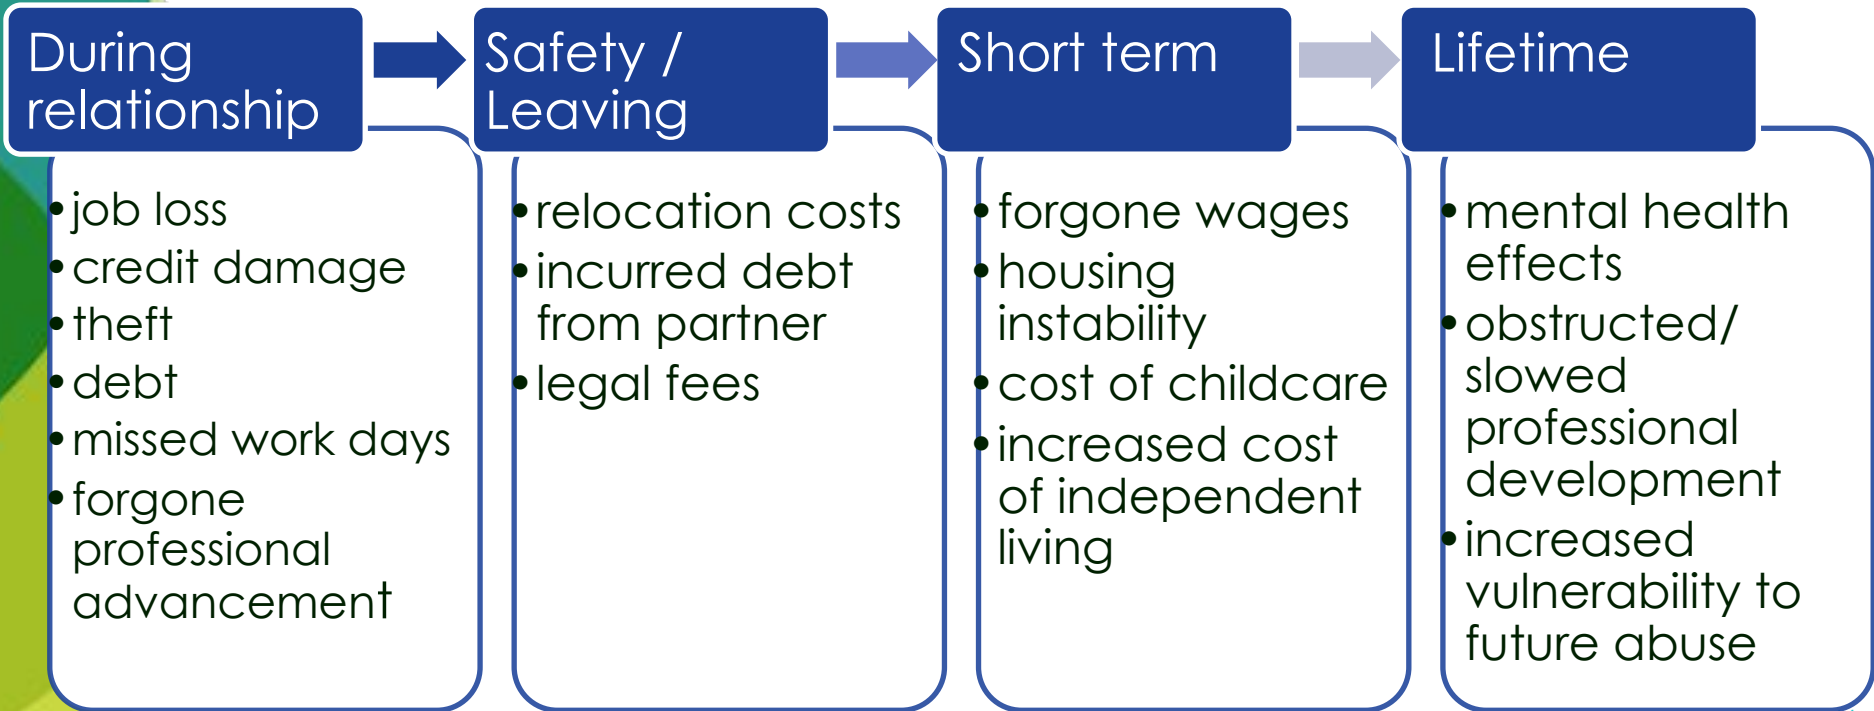 During
relationship
• job loss
• credit damage
• theft
• debt
• missed work days
• forgone
professional
advancement
Safety /
Leaving
• relocation costs
• incurred debt
from partner
• legal fees
Short term
• forgone wages
• housing
instability
• cost of childcare
• increased cost
of independent
living
Lifetime
• mental health
effects
• obstructed/
slowed
professional
development
• increased
vulnerability to
future abuse